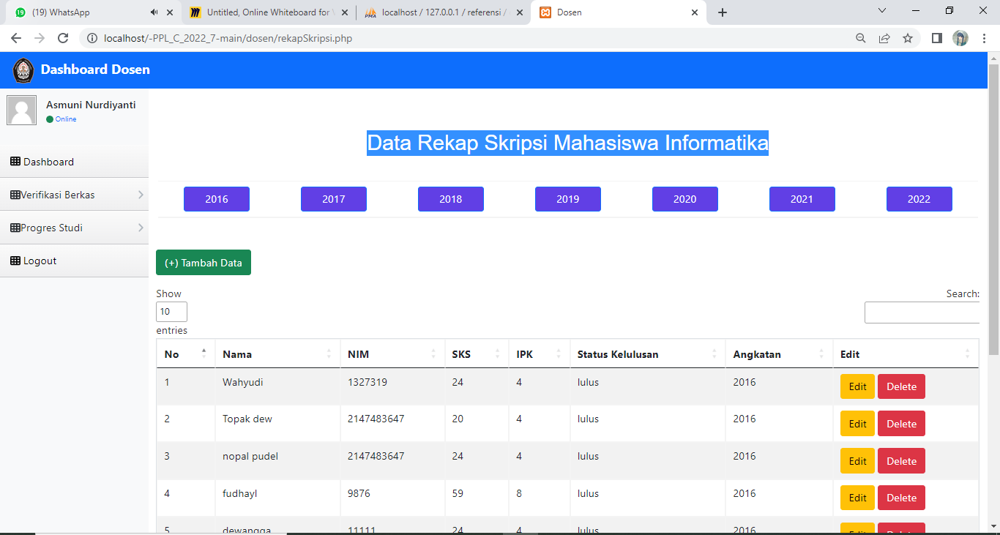 (19) WhatsApp
Untitled, Online Whiteboard for
localhost / 127.0.0.1 / referensi /
Dosen
localhost/-PPL_C_2022_7-main/dosen/rekapSkripsi.php
Dashboard Dosen
Asmuni Nurdiyanti
Online
Dashboard
Verifikasi Berkas
Progres Studi
Logout
Data Rekap Skripsi Mahasiswa Informatika
2016 2017 2018 2019 2020 2021 2022
(+) Tambah Data
Show
10
entries
Search:
No Nama NIM SKS IPK Status Kelulusan Angkatan Edit
1 Wahyudi 1327319 24 4 lulus 2016 Edit Delete
2 Topak dew 2147483647 20 4 lulus 2016 Edit Delete
3 nopal pudel 2147483647 24 4 lulus 2016 Edit Delete
4 fudhayl 9876 59 8 lulus 2016 Edit Delete
5 dewangga 11111 24 4 lulus 2016 Edit Delete